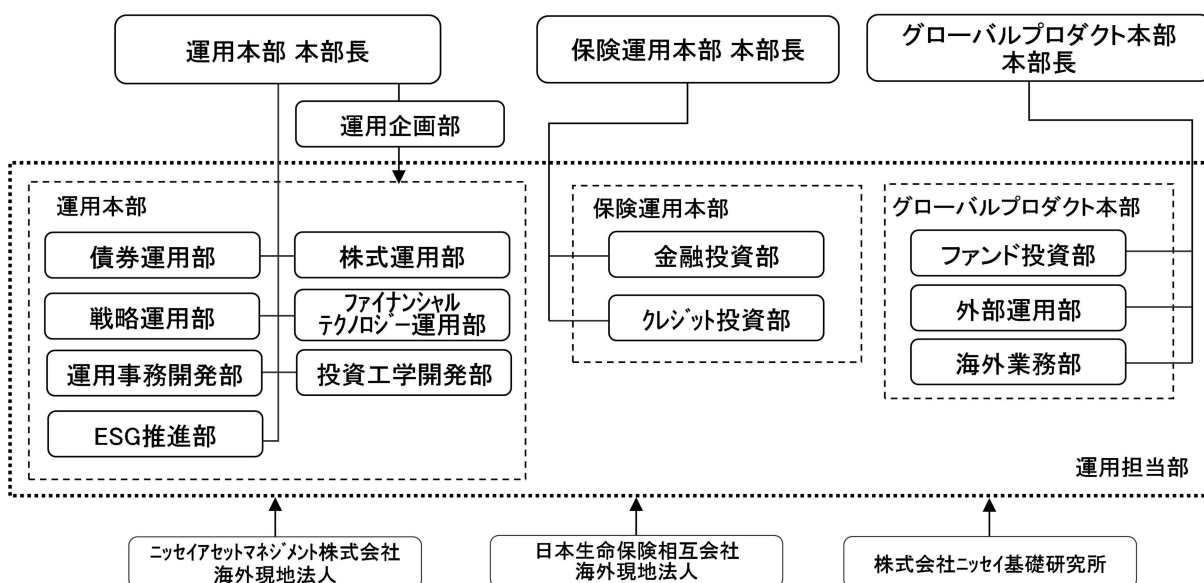 運用本部 本部長
保険運用本部 本部長
グローバルプロダクト本部
本部長
運用企画部
運用本部
債券運用部
株式運用部
戦略運用部
ファイナンシャル
テクノロジー運用部
運用事務開発部
投資工学開発部
ESG推進部
保険運用本部
金融投資部
クレジット投資部
グローバルプロダクト本部
ファンド投資部
外部運用部
海外業務部
運用担当部
ニッセイアセットマネジメント株式会社
海外現地法人
日本生命保険相互会社
海外現地法人
株式会社ニッセイ基礎研究所